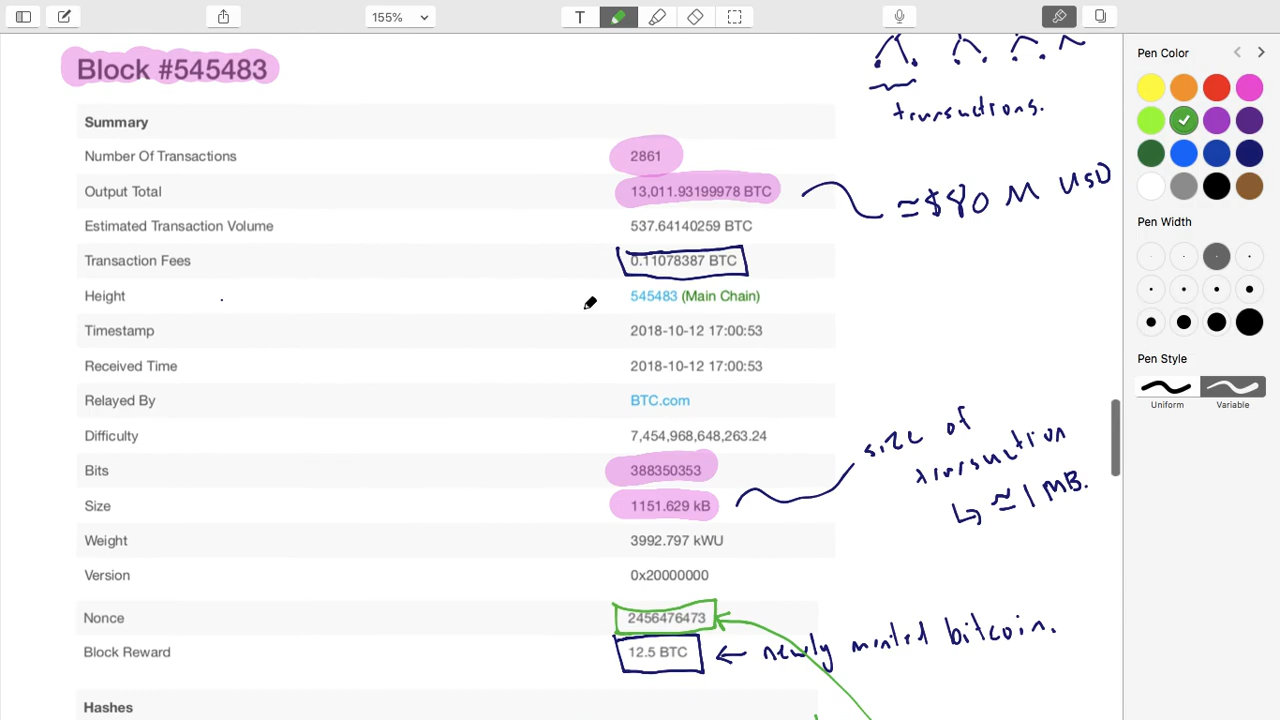 155%
T
Block #545483
transactions.
Summary
Number Of Transactions 2861
Output Total 13,011.93199978 BTC
≃$80 M USD
Estimated Transaction Volume 537.64140259 BTC
Transaction Fees 0.11078387 BTC
Height 545483 (Main Chain)
Timestamp 2018-10-12 17:00:53
Received Time 2018-10-12 17:00:53
Relayed By BTC.com
Difficulty 7,454,968,648,263.24
size of
transaction
↳ ≃ 1 MB.
Bits 388350353
Size 1151.629 kB
Weight 3992.797 kWU
Version 0x20000000
Nonce 2456476473
Block Reward 12.5 BTC ← newly minted bitcoin.
Hashes
Pen Color
Pen Width
Pen Style
Uniform Variable